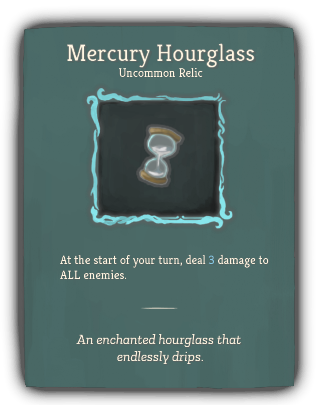 Mercury Hourglass
Uncommon Relic
At the start of your turn, deal 3 damage to
ALL enemies.
An enchanted hourglass that
endlessly drips.